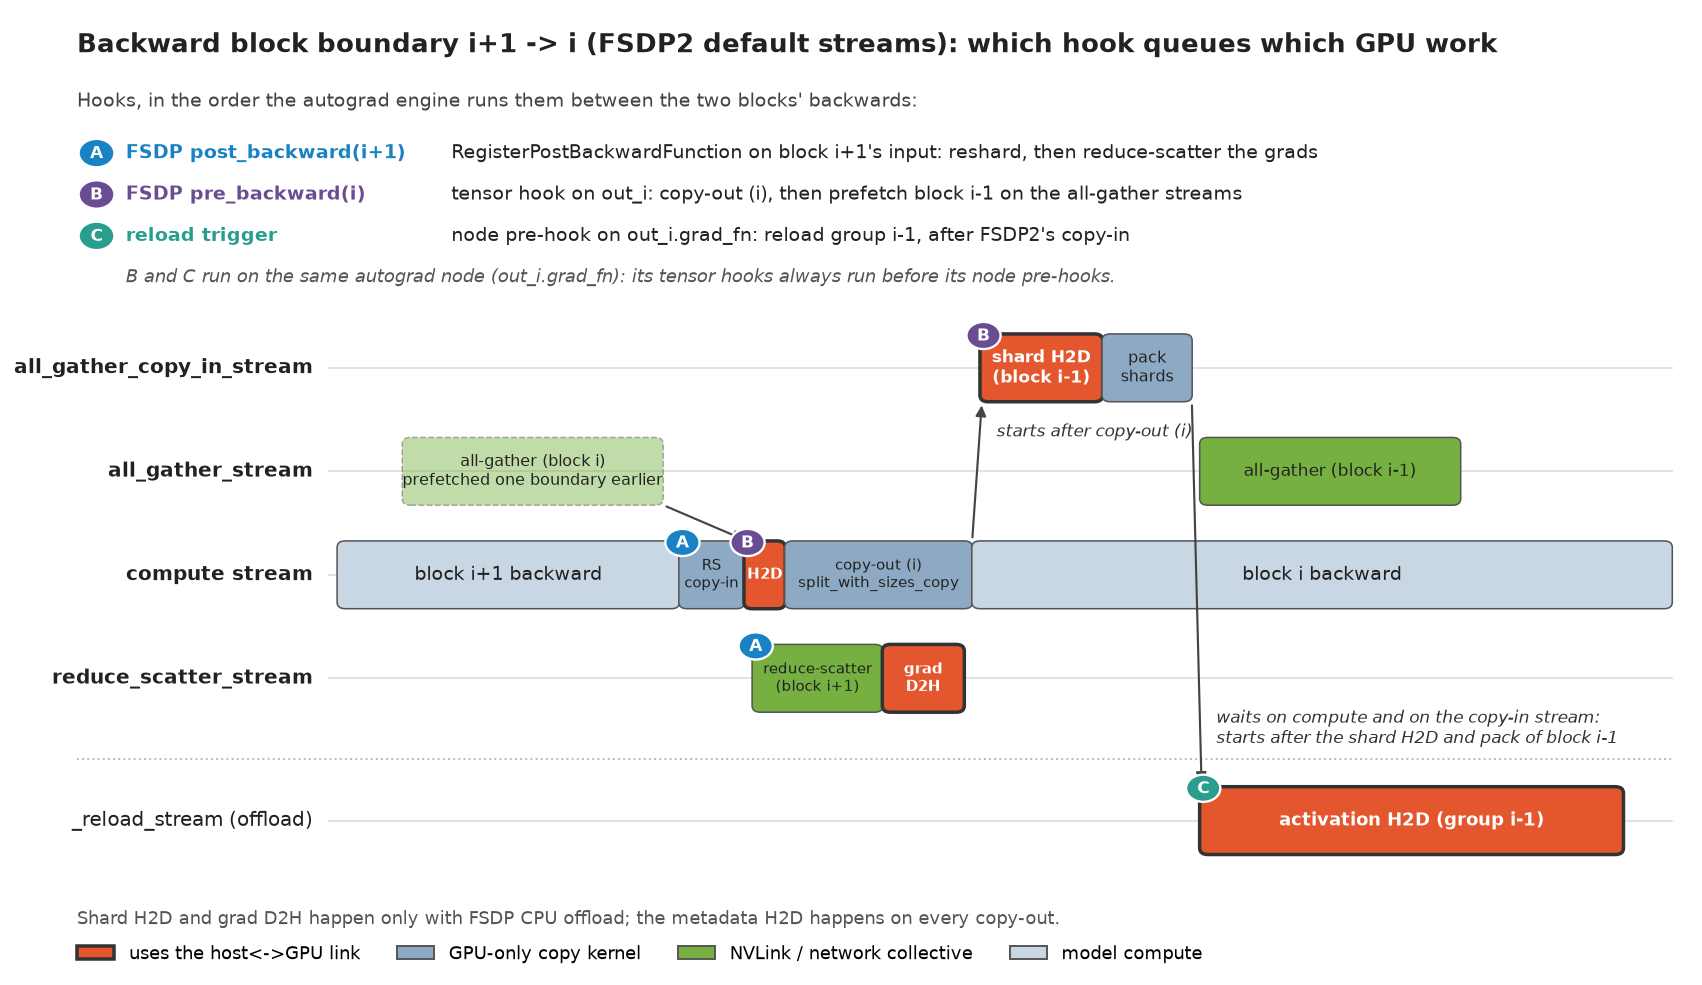 Backward block boundary i+1 -> i (FSDP2 default streams): which hook queues which GPU work
Hooks, in the order the autograd engine runs them between the two blocks' backwards:
A FSDP post_backward(i+1) RegisterPostBackwardFunction on block i+1's input: reshard, then reduce-scatter the grads
B FSDP pre_backward(i) tensor hook on out_i: copy-out (i), then prefetch block i-1 on the all-gather streams
C reload trigger node pre-hook on out_i.grad_fn: reload group i-1, after FSDP2's copy-in
B and C run on the same autograd node (out_i.grad_fn): its tensor hooks always run before its node pre-hooks.
all_gather_copy_in_stream
B
shard H2D
(block i-1)
pack
shards
starts after copy-out (i)
all_gather_stream
all-gather (block i)
prefetched one boundary earlier
all-gather (block i-1)
compute stream
block i+1 backward
A
RS
copy-in
B
H2D
copy-out (i)
split_with_sizes_copy
block i backward
reduce_scatter_stream
A
reduce-scatter
(block i+1)
grad
D2H
waits on compute and on the copy-in stream:
starts after the shard H2D and pack of block i-1
_reload_stream (offload)
C
activation H2D (group i-1)
Shard H2D and grad D2H happen only with FSDP CPU offload; the metadata H2D happens on every copy-out.
uses the host<->GPU link
GPU-only copy kernel
NVLink / network collective
model compute